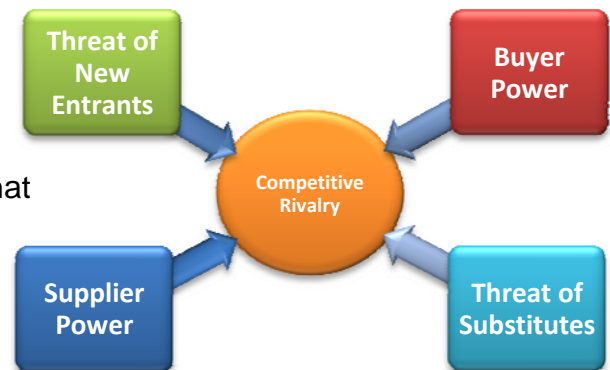 Threat of
New
Entrants
Buyer
Power
Competitive
Rivalry
Supplier
Power
Threat of
Substitutes